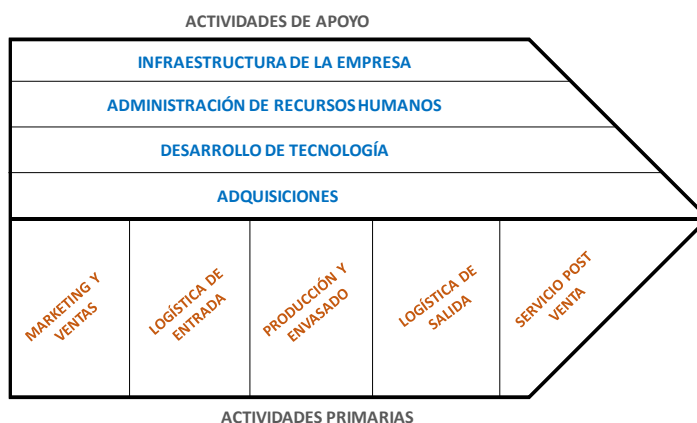 ACTIVIDADES DE APOYO
INFRAESTRUCTURA DE LA EMPRESA
ADMINISTRACIÓN DE RECURSOS HUMANOS
DESARROLLO DE TECNOLOGÍA
ADQUISICIONES
MARKETING Y
VENTAS
LOGÍSTICA DE
ENTRADA
PRODUCCIÓN Y
ENVASADO
LOGÍSTICA DE
SALIDA
SERVICIO POST
VENTA
ACTIVIDADES PRIMARIAS